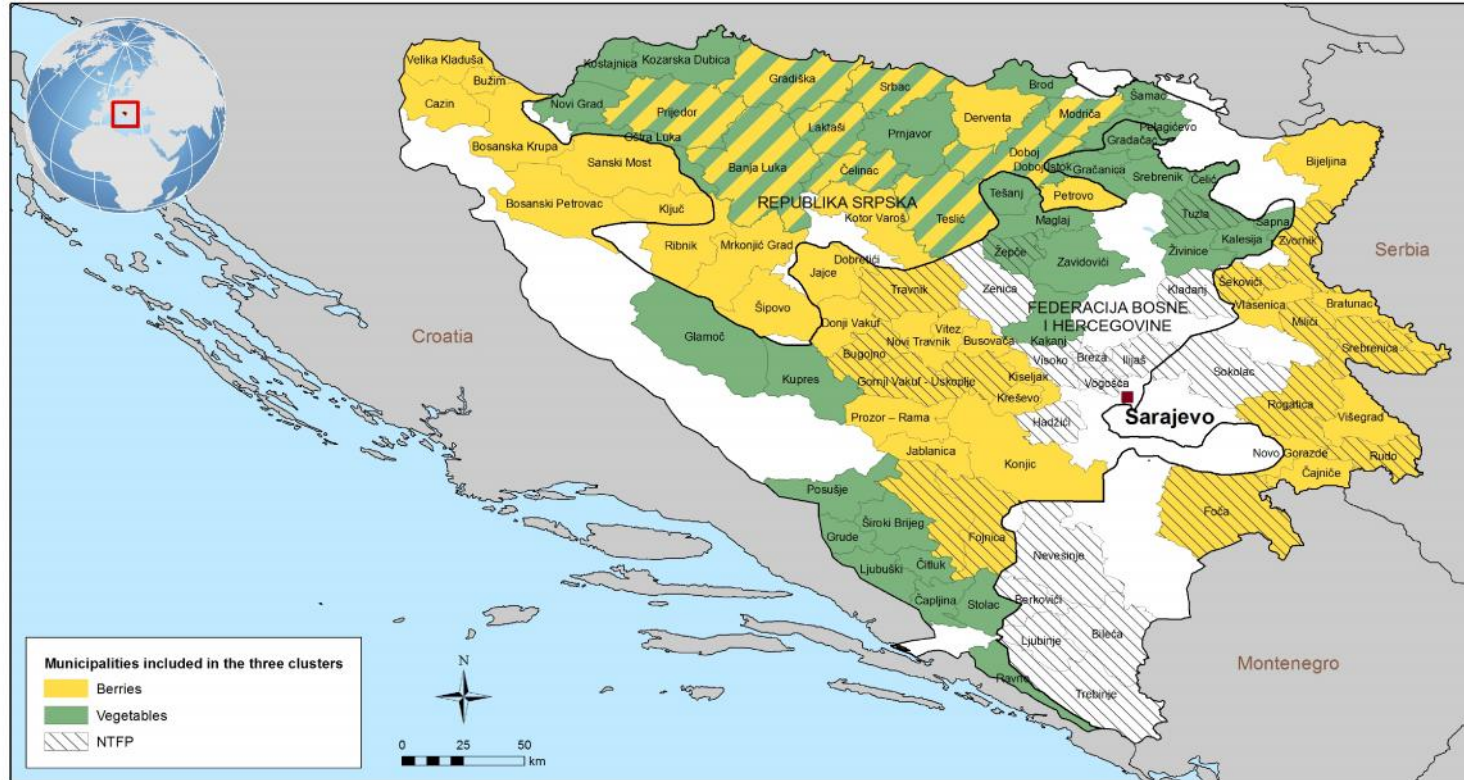 Velika Kladuša
Bužim
Cazin
Bosanska Krupa
Sanski Most
Bosanski Petrovac
Ključ
Kostajnica
Kozarska Dubica
Novi Grad
Prijedor
Oštra Luka
Gradiška
Srbac
Laktaši
Prnjavor
Banja Luka
Čelinac
Brod
Derventa
Modriča
Doboj
Doboj Istok
Šamac
Pelagićevo
Gradačac
Gračanica
Srebrenik
Čelić
Bijeljina
REPUBLIKA SRPSKA
Kotor Varoš
Teslić
Tešanj
Petrovo
Maglaj
Tuzla
Sapna
Živinice
Kalesija
Zvornik
Serbia
Ribnik
Mrkonjić Grad
Dobretići
Jajce
Šipovo
Žepče
Zavidovići
Zenica
Travnik
Kladanj
Šekovići
Vlasenica
Bratunac
Milići
Srebrenica
FEDERACIJA BOSNE
I HERCEGOVINE
Croatia
Glamoč
Kupres
Donji Vakuf
Vitez
Novi Travnik
Busovača
Bugojno
Gornji Vakuf - Uskoplje
Kakanj
Visoko
Breza
Ilijaš
Vogošća
Kiseljak
Kreševo
Hadžići
Sokolac
Sarajevo
Rogatica
Višegrad
Prozor – Rama
Jablanica
Konjic
Novo Gorazde
Rudo
Čajniče
Foča
Posušje
Široki Brijeg
Grude
Ljubuški
Čitluk
Fojnica
Čapljina
Stolac
Nevesinje
Berkovići
Ljubinje
Bileća
Ravno
Trebinje
Montenegro
Municipalities included in the three clusters
Berries
Vegetables
NTFP
N
0 25 50
km